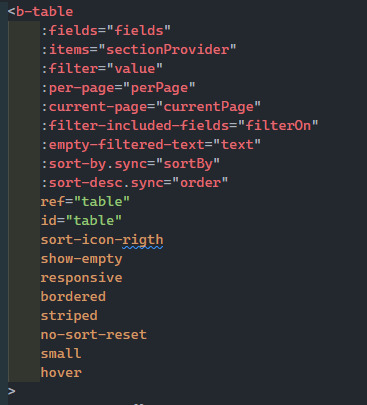 <b-table
:fields="fields"
:items="sectionProvider"
:filter="value"
:per-page="perPage"
:current-page="currentPage"
:filter-included-fields="filterOn"
:empty-filtered-text="text"
:sort-by.sync="sortBy"
:sort-desc.sync="order"
ref="table"
id="table"
sort-icon-rigth
show-empty
responsive
bordered
striped
no-sort-reset
small
hover
>